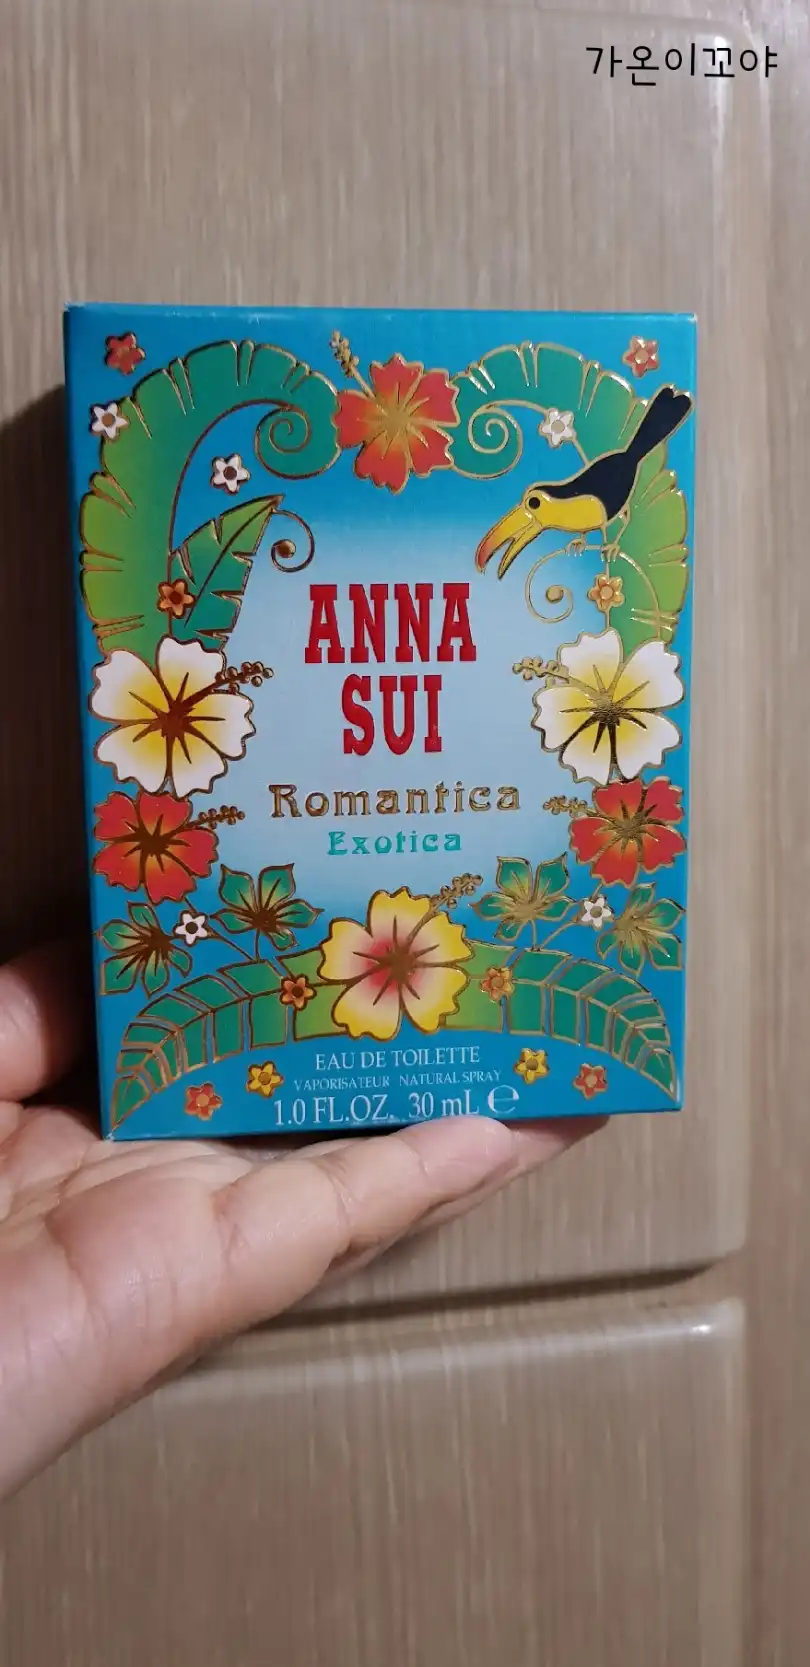 가온이꼬야
ANNA
SUI
Romantica
Exotica
EAU DE TOILETTE
VAPORISATEUR NATURAL SPRAY
1.0 FL.OZ. 30 mL ℮